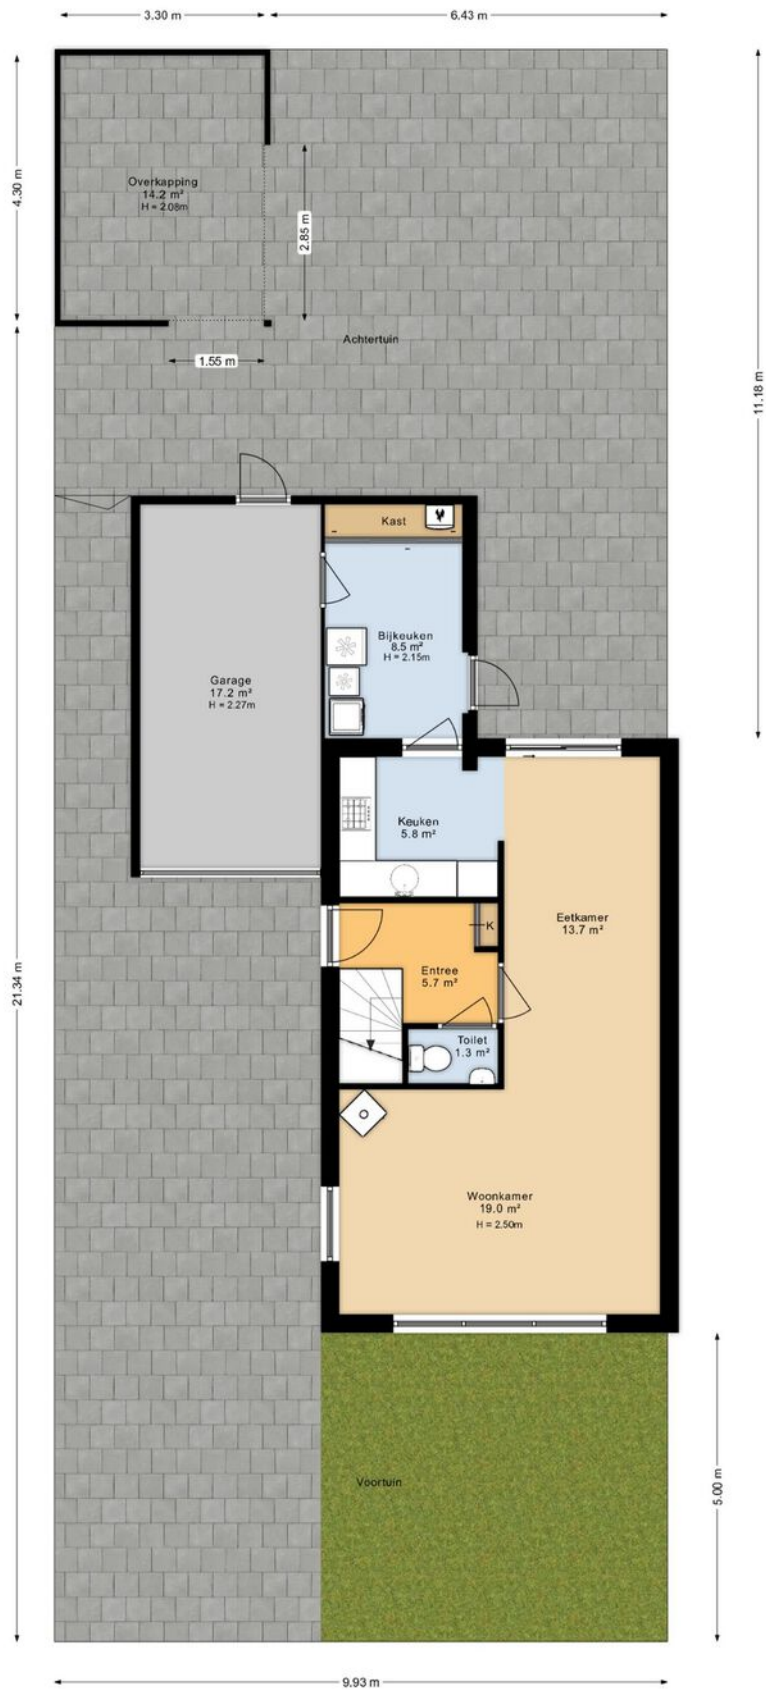 3.30 m
6.43 m
4.30 m
11.18 m
Overkapping
14.2 m²
H = 2.08m
2.85 m
1.55 m
Achtertuin
Kast
Bijkeuken
8.5 m²
H = 2.15m
Garage
17.2 m²
H = 2.27m
Keuken
5.8 m²
Eetkamer
13.7 m²
K
Entree
5.7 m²
21.34 m
Toilet
1.3 m²
Woonkamer
19.0 m²
H = 2.50m
Voortuin
5.00 m
9.93 m